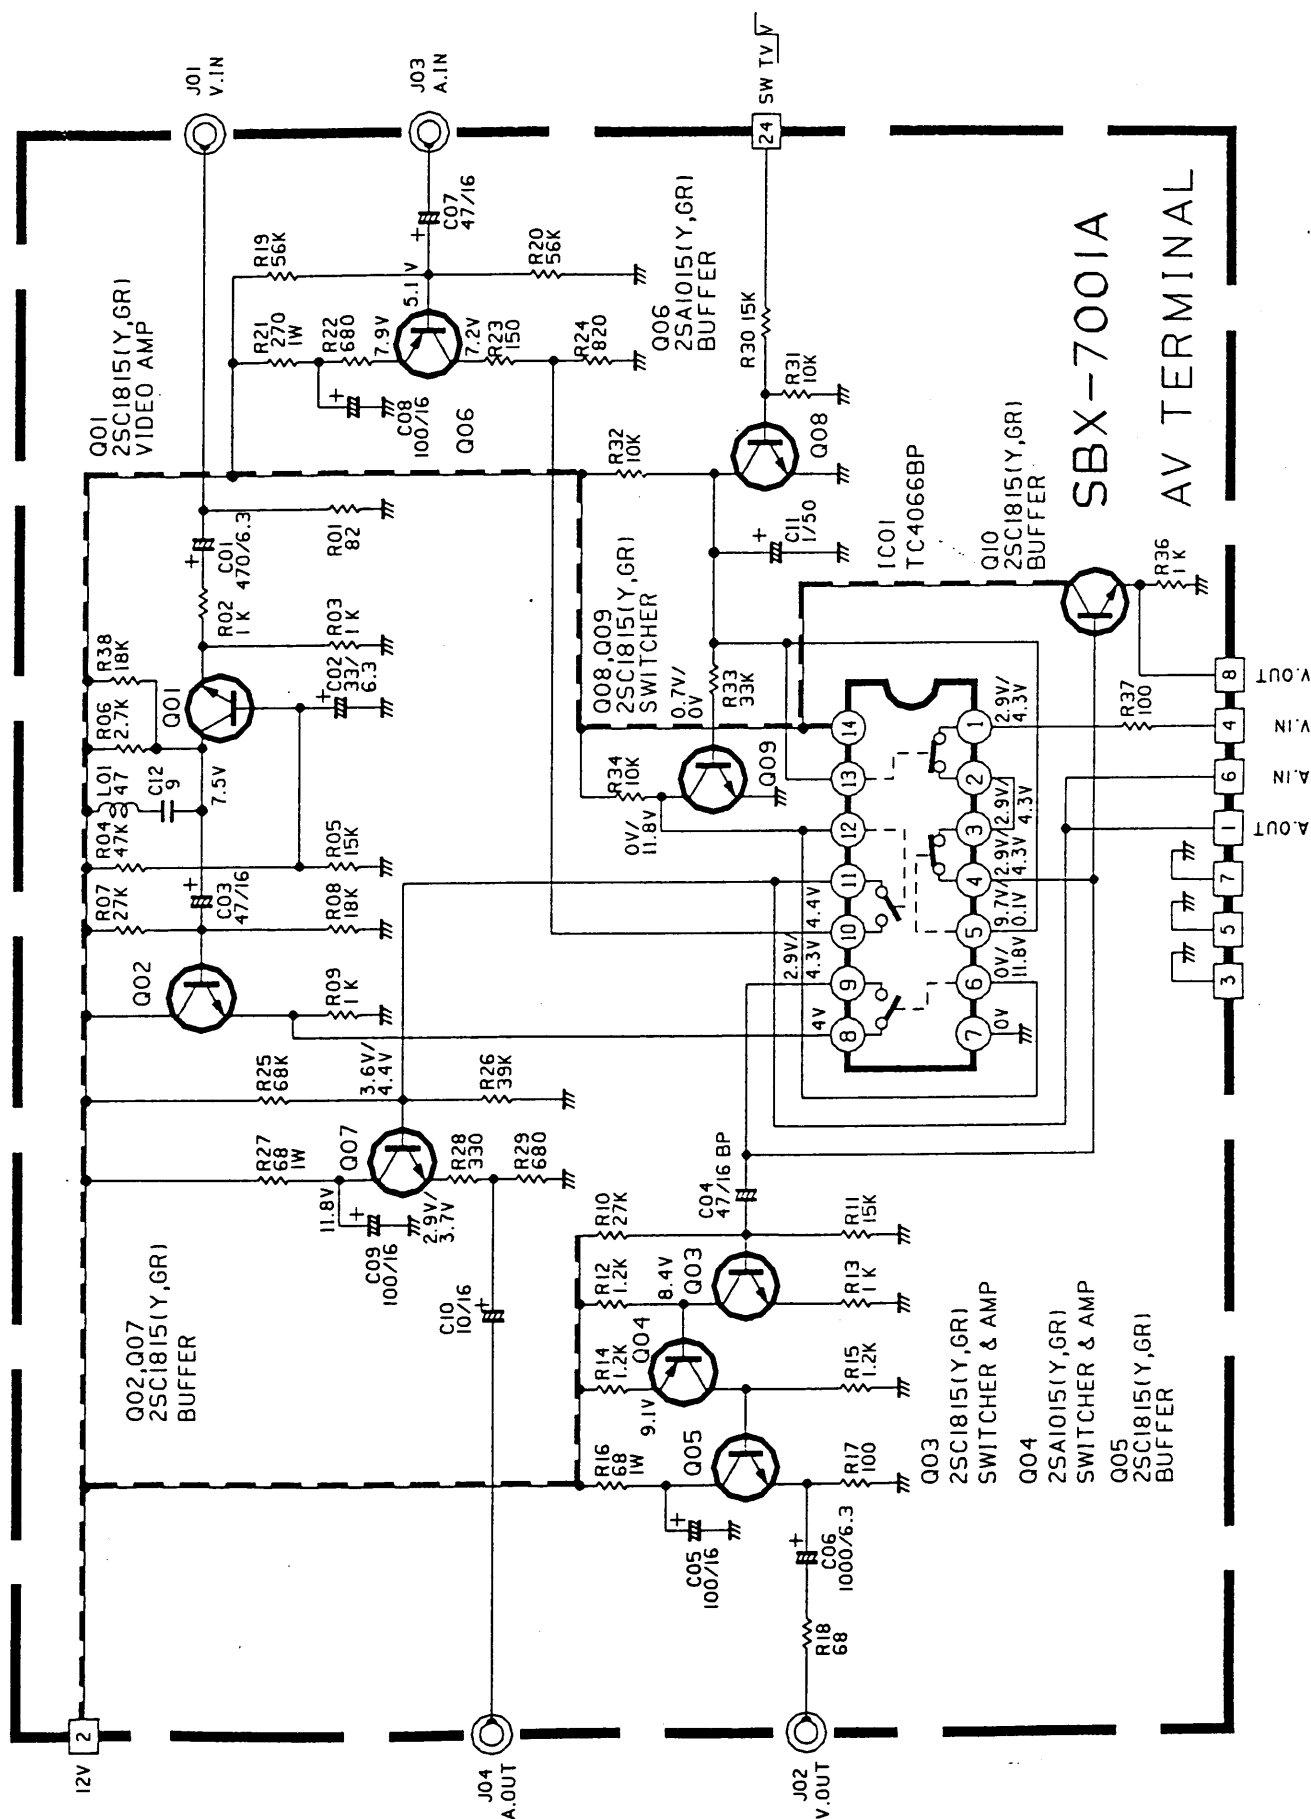 12V
2
J04
A.OUT
J02
V.OUT
Q02,Q07
2SC1815(Y,GR)
BUFFER
R27
68
1W
R25
68K
11.8V
C09
100/16
+
Q07
3.6V/
4.4V
2.9V/
3.7V
R28
330
R26
39K
R29
680
C10
10/16
+
R07
27K
Q02
C03
47/16
+
R08
18K
R09
1K
R04
47K
L01
47
C12
9
7.5V
R05
15K
R06
2.7K
R38
18K
Q01
C02
33/
6.3
+
R03
1K
R02
1K
C01
470/6.3
+
R01
82
Q01
2SC1815(Y,GR)
VIDEO AMP
J01
V.IN
J03
A.IN
R19
56K
R21
270
1W
R22
680
5.1V
C07
47/16
+
7.9V
C08
100/16
+
Q06
7.2V
R23
150
R20
56K
R24
820
Q06
2SA1015(Y,GR)
BUFFER
SW TV V
24
R30 15K
R31
10K
Q08
R32
10K
C11
1/50
+
Q08,Q09
2SC1815(Y,GR)
SWITCHER
0.7V/
0V
R33
33K
R34
10K
Q09
0V/
11.8V
IC01
TC4066BP
Q10
2SC1815(Y,GR)
BUFFER
R36
1K
14
13
12
11
10
9
8
4.4V
2.9V/
4.3V
4V
1
2
3
4
5
6
7
2.9V/
4.3V
2.9V/
4.3V
2.9V/
4.3V
9.7V/
0.1V
0V/
11.8V
0V
R37
100
8
V.OUT
4
V.IN
6
A.IN
1
A.OUT
7
5
3
R16
68
1W
C05
100/16
+
Q05
R14
1.2K
9.1V
Q04
R12
1.2K
8.4V
Q03
R10
27K
C04
47/16 BP
R11
15K
R13
1K
R15
1.2K
R17
100
C06
1000/6.3
+
R18
68
Q03
2SC1815(Y,GR)
SWITCHER & AMP
Q04
2SA1015(Y,GR)
SWITCHER & AMP
Q05
2SC1815(Y,GR)
BUFFER
SBX-7001A
AV TERMINAL